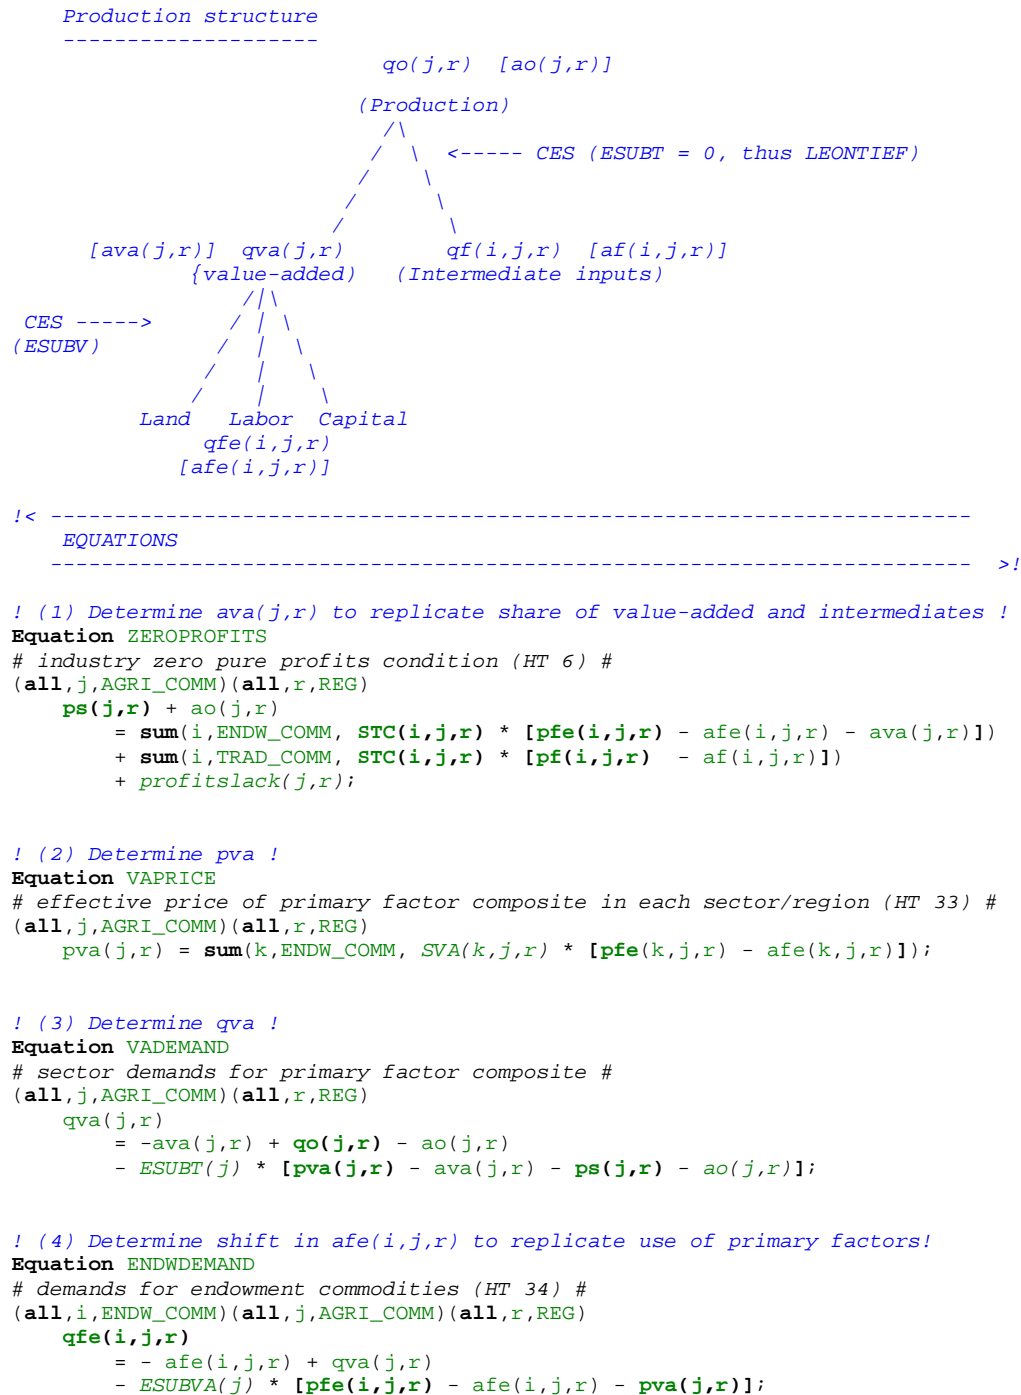 Production structure
--------------------
qo(j,r) [ao(j,r)]
(Production)
/\
/ \ <----- CES (ESUBT = 0, thus LEONTIEF)
/ \
/ \
/ \
[ava(j,r)] qva(j,r) qf(i,j,r) [af(i,j,r)]
{value-added) (Intermediate inputs)
/|\
CES -----> / | \
(ESUBV) / | \
/ | \
/ | \
Land Labor Capital
qfe(i,j,r)
[afe(i,j,r)]
!< ------------------------------------------------------------------------
EQUATIONS
------------------------------------------------------------------------ >!
! (1) Determine ava(j,r) to replicate share of value-added and intermediates !
Equation ZEROPROFITS
# industry zero pure profits condition (HT 6) #
(all,j,AGRI_COMM)(all,r,REG)
ps(j,r) + ao(j,r)
= sum(i,ENDW_COMM, STC(i,j,r) * [pfe(i,j,r) - afe(i,j,r) - ava(j,r)])
+ sum(i,TRAD_COMM, STC(i,j,r) * [pf(i,j,r) - af(i,j,r)])
+ profitslack(j,r);
! (2) Determine pva !
Equation VAPRICE
# effective price of primary factor composite in each sector/region (HT 33) #
(all,j,AGRI_COMM)(all,r,REG)
pva(j,r) = sum(k,ENDW_COMM, SVA(k,j,r) * [pfe(k,j,r) - afe(k,j,r)]);
! (3) Determine qva !
Equation VADEMAND
# sector demands for primary factor composite #
(all,j,AGRI_COMM)(all,r,REG)
qva(j,r)
= -ava(j,r) + qo(j,r) - ao(j,r)
- ESUBT(j) * [pva(j,r) - ava(j,r) - ps(j,r) - ao(j,r)];
! (4) Determine shift in afe(i,j,r) to replicate use of primary factors!
Equation ENDWDEMAND
# demands for endowment commodities (HT 34) #
(all,i,ENDW_COMM)(all,j,AGRI_COMM)(all,r,REG)
qfe(i,j,r)
= - afe(i,j,r) + qva(j,r)
- ESUBVA(j) * [pfe(i,j,r) - afe(i,j,r) - pva(j,r)];